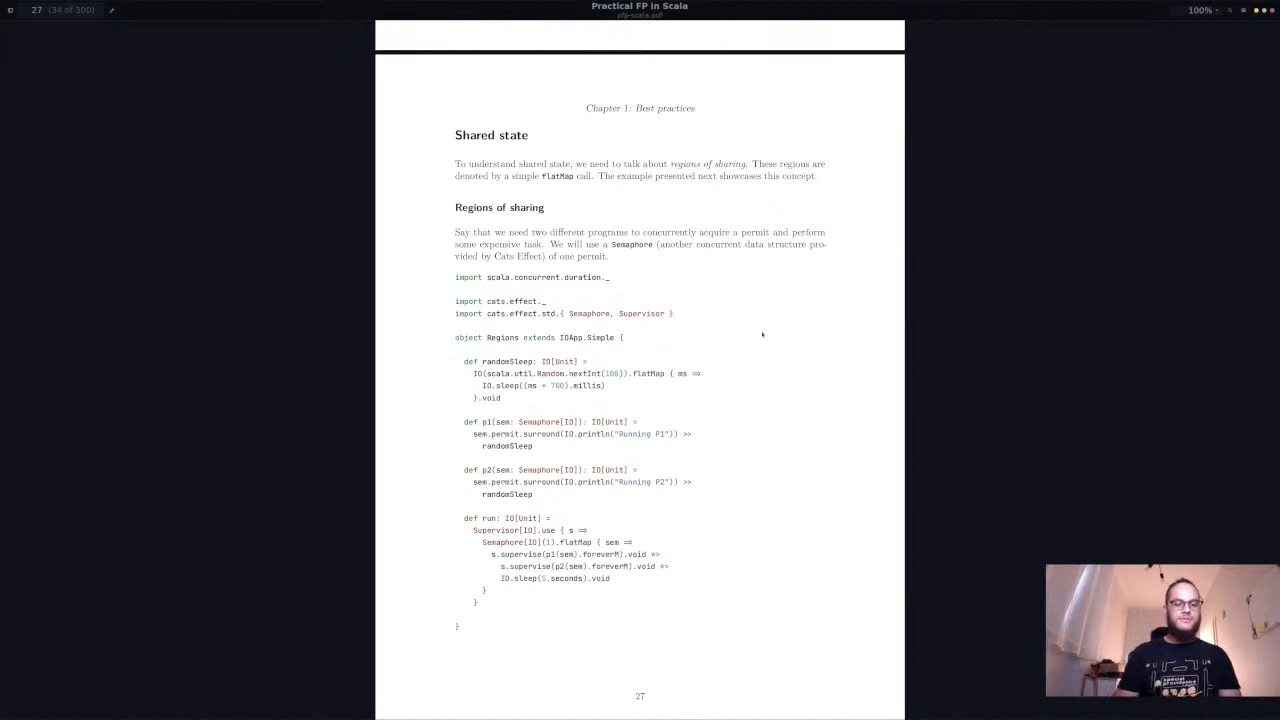 27 (34 of 300)
Practical FP in Scala
pfp-scala.pdf
100%
Chapter 1: Best practices
Shared state
To understand shared state, we need to talk about regions of sharing. These regions are
denoted by a simple flatMap call. The example presented next showcases this concept.
Regions of sharing
Say that we need two different programs to concurrently acquire a permit and perform
some expensive task. We will use a Semaphore (another concurrent data structure pro-
vided by Cats Effect) of one permit.
import scala.concurrent.duration._
import cats.effect._
import cats.effect.std.{ Semaphore, Supervisor }
object Regions extends IOApp.Simple {
def randomSleep: IO[Unit] =
IO(scala.util.Random.nextInt(100)).flatMap { ms ⇒
IO.sleep((ms + 700).millis)
}.void
def p1(sem: Semaphore[IO]): IO[Unit] =
sem.permit.surround(IO.println("Running P1")) >>
randomSleep
def p2(sem: Semaphore[IO]): IO[Unit] =
sem.permit.surround(IO.println("Running P2")) >>
randomSleep
def run: IO[Unit] =
Supervisor[IO].use { s ⇒
Semaphore[IO](1).flatMap { sem ⇒
s.supervise(p1(sem).foreverM).void *>
s.supervise(p2(sem).foreverM).void *>
IO.sleep(5.seconds).void
}
}
}
27
special
providence